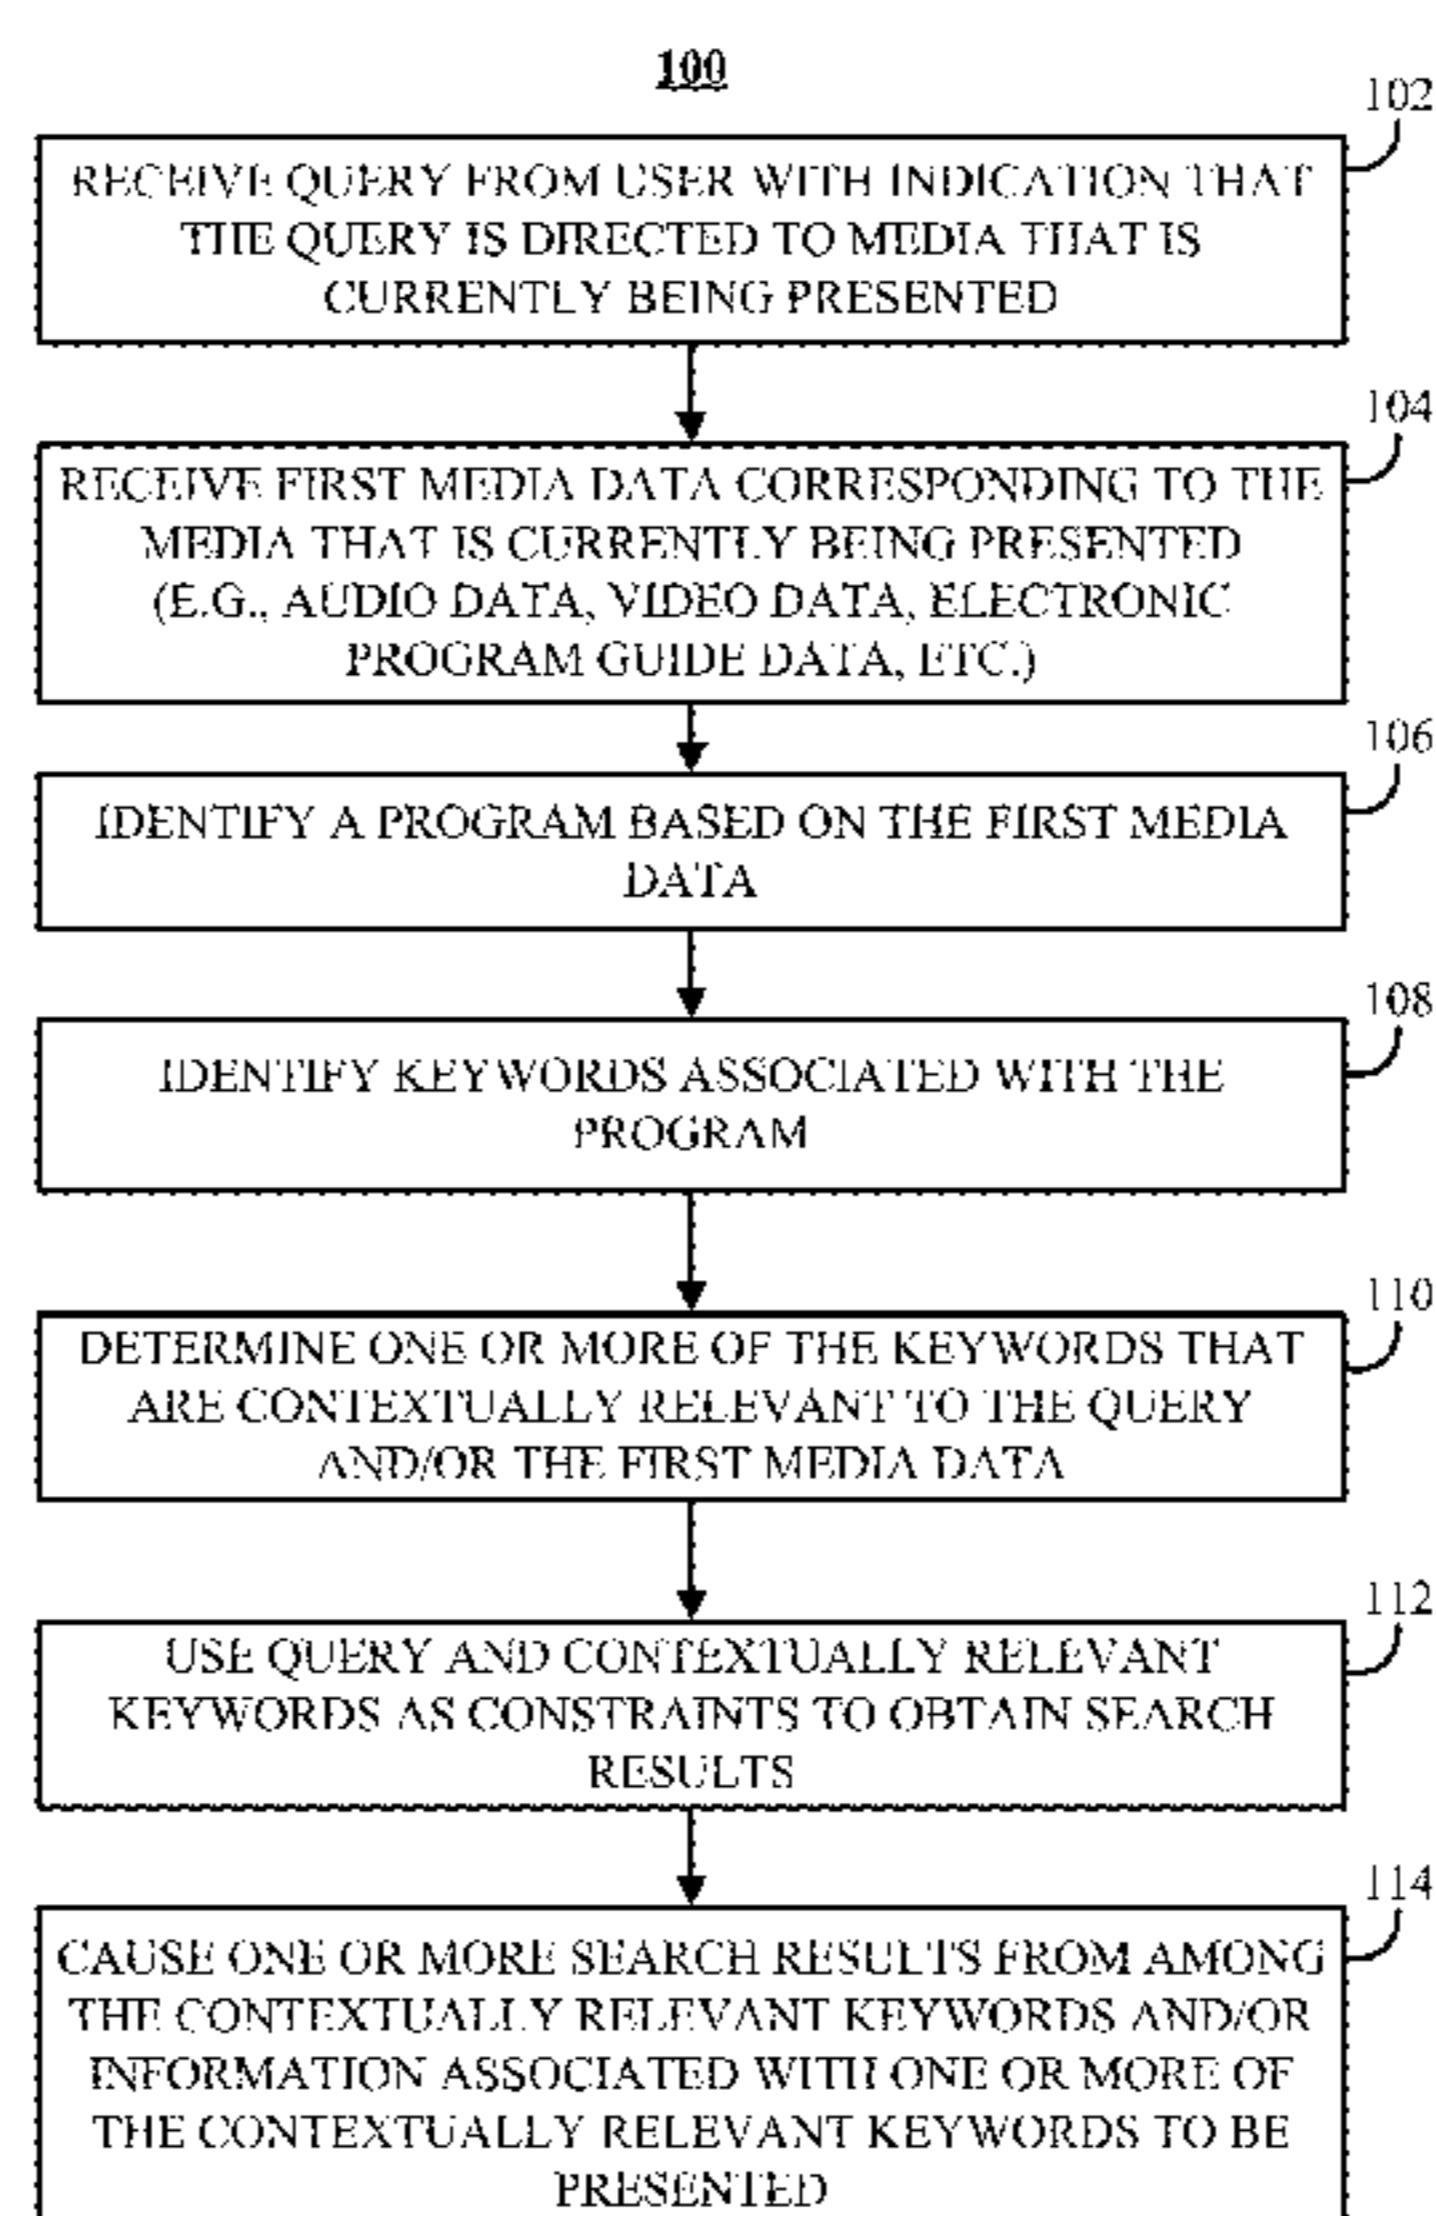 100
102
RECEIVE QUERY FROM USER WITH INDICATION THAT
THE QUERY IS DIRECTED TO MEDIA THAT IS
CURRENTLY BEING PRESENTED
104
RECEIVE FIRST MEDIA DATA CORRESPONDING TO THE
MEDIA THAT IS CURRENTLY BEING PRESENTED
(E.G., AUDIO DATA, VIDEO DATA, ELECTRONIC
PROGRAM GUIDE DATA, ETC.)
106
IDENTIFY A PROGRAM BASED ON THE FIRST MEDIA
DATA
108
IDENTIFY KEYWORDS ASSOCIATED WITH THE
PROGRAM
110
DETERMINE ONE OR MORE OF THE KEYWORDS THAT
ARE CONTEXTUALLY RELEVANT TO THE QUERY
AND/OR THE FIRST MEDIA DATA
112
USE QUERY AND CONTEXTUALLY RELEVANT
KEYWORDS AS CONSTRAINTS TO OBTAIN SEARCH
RESULTS
114
CAUSE ONE OR MORE SEARCH RESULTS FROM AMONG
THE CONTEXTUALLY RELEVANT KEYWORDS AND/OR
INFORMATION ASSOCIATED WITH ONE OR MORE OF
THE CONTEXTUALLY RELEVANT KEYWORDS TO BE
PRESENTED